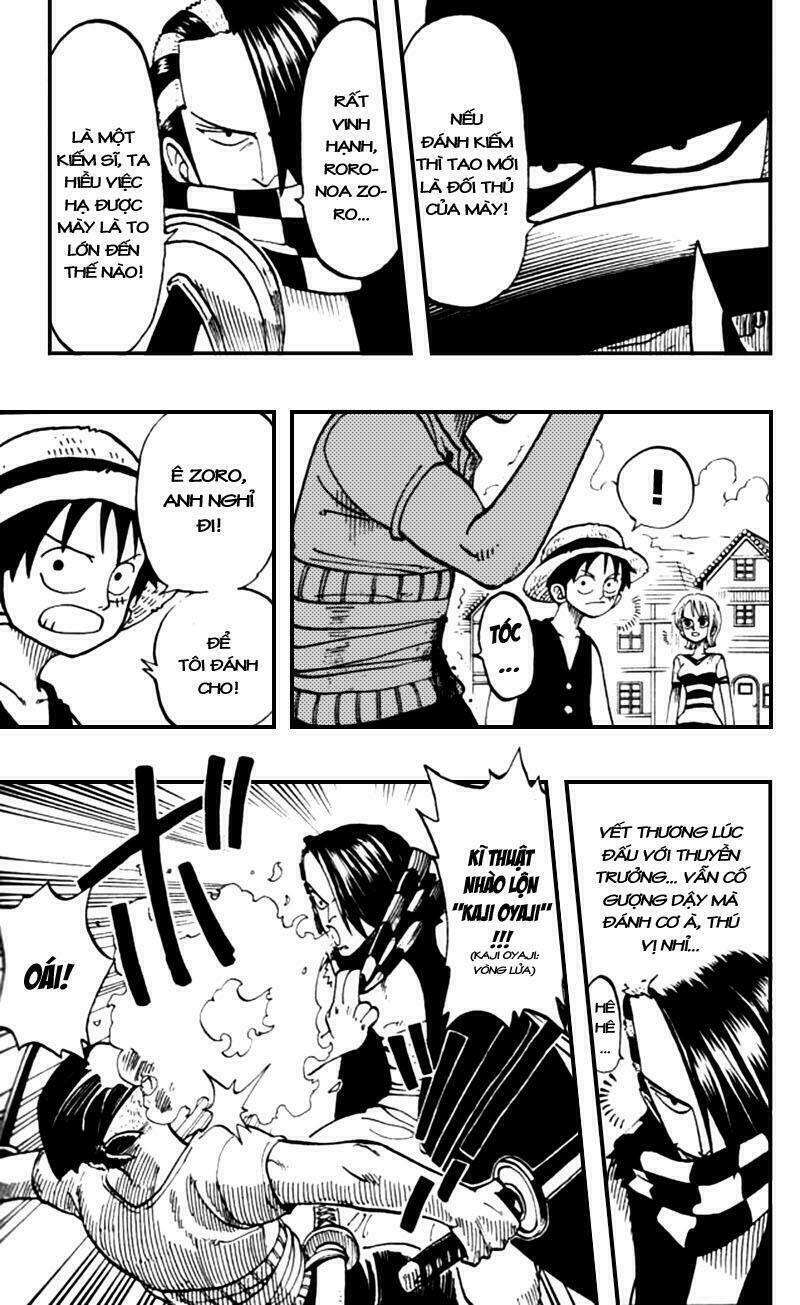 NẾU
ĐÁNH KIẾM
THÌ TAO MỚI
LÀ ĐỐI THỦ
CỦA MÀY!
RẤT
VINH
HẠNH,
RORO-
NOA ZO-
RO...
LÀ MỘT
KIẾM SĨ, TA
HIỂU VIỆC
HẠ ĐƯỢC
MÀY LÀ TO
LỚN ĐẾN
THẾ NÀO!
!
TÓC
...
Ê ZORO,
ANH NGHỈ
ĐI!
ĐỂ
TÔI ĐÁNH
CHO!
VẾT THƯƠNG LÚC
ĐẤU VỚI THUYỀN
TRƯỞNG... VẪN CỐ
GƯỢNG DẬY MÀ
ĐÁNH CƠ À, THÚ
VỊ NHỈ...
HÊ
HÊ
...
KĨ THUẬT
NHÀO LỘN
"KAJI OYAJI"
!!!
(KAJI OYAJI:
VÒNG LỬA)
OÁI!